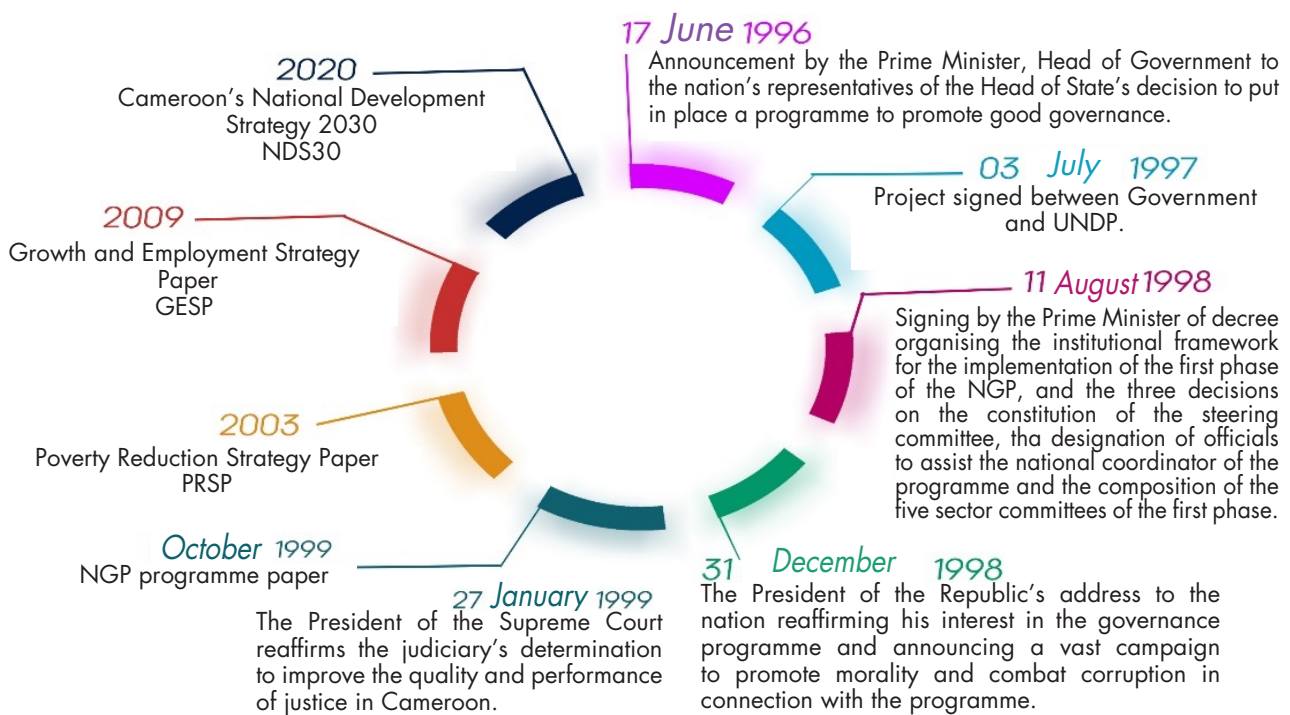 17 June 1996
Announcement by the Prime Minister, Head of Government to
the nation's representatives of the Head of State's decision to put
in place a programme to promote good governance.
03 July 1997
Project signed between Government
and UNDP.
11 August 1998
Signing by the Prime Minister of decree
organising the institutional framework
for the implementation of the first phase
of the NGP, and the three decisions
on the constitution of the steering
committee, tha designation of officials
to assist the national coordinator of the
programme and the composition of the
five sector committees of the first phase.
31 December 1998
The President of the Republic's address to the
nation reaffirming his interest in the governance
programme and announcing a vast campaign
to promote morality and combat corruption in
connection with the programme.
27 January 1999
The President of the Supreme Court
reaffirms the judiciary's determination
to improve the quality and performance
of justice in Cameroon.
October 1999
NGP programme paper
2003
Poverty Reduction Strategy Paper
PRSP
2009
Growth and Employment Strategy
Paper
GESP
2020
Cameroon's National Development
Strategy 2030
NDS30